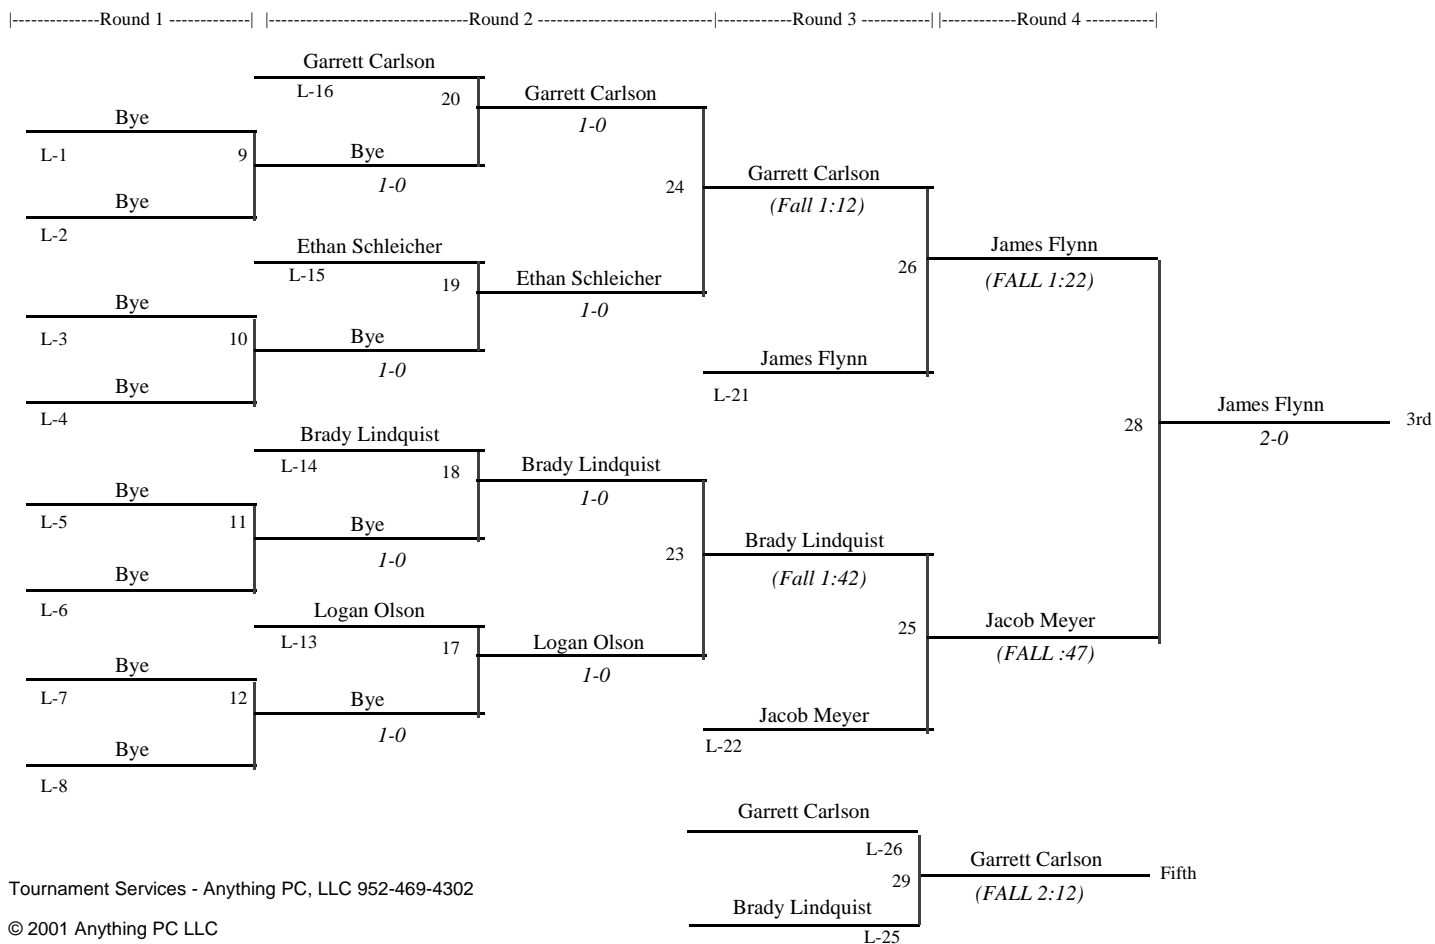 |--------------Round 1 -------------| |--------------------------------Round 2 ----------------------------|------------Round 3 -----------| |------------Round 4 -----------|
Garrett Carlson
L-16
20
Garrett Carlson
1-0
Bye
L-1
9
Bye
1-0
Bye
L-2
24
Garrett Carlson
(Fall 1:12)
Ethan Schleicher
L-15
19
Ethan Schleicher
1-0
Bye
L-3
10
Bye
1-0
Bye
L-4
26
James Flynn
(FALL 1:22)
James Flynn
L-21
28
James Flynn
2-0
3rd
Brady Lindquist
L-14
18
Brady Lindquist
1-0
Bye
L-5
11
Bye
1-0
Bye
L-6
23
Brady Lindquist
(Fall 1:42)
Logan Olson
L-13
17
Logan Olson
1-0
Bye
L-7
12
Bye
1-0
Bye
L-8
25
Jacob Meyer
(FALL :47)
Jacob Meyer
L-22
Garrett Carlson
L-26
29
Garrett Carlson
(FALL 2:12)
Fifth
Brady Lindquist
L-25
Tournament Services - Anything PC, LLC 952-469-4302
© 2001 Anything PC LLC